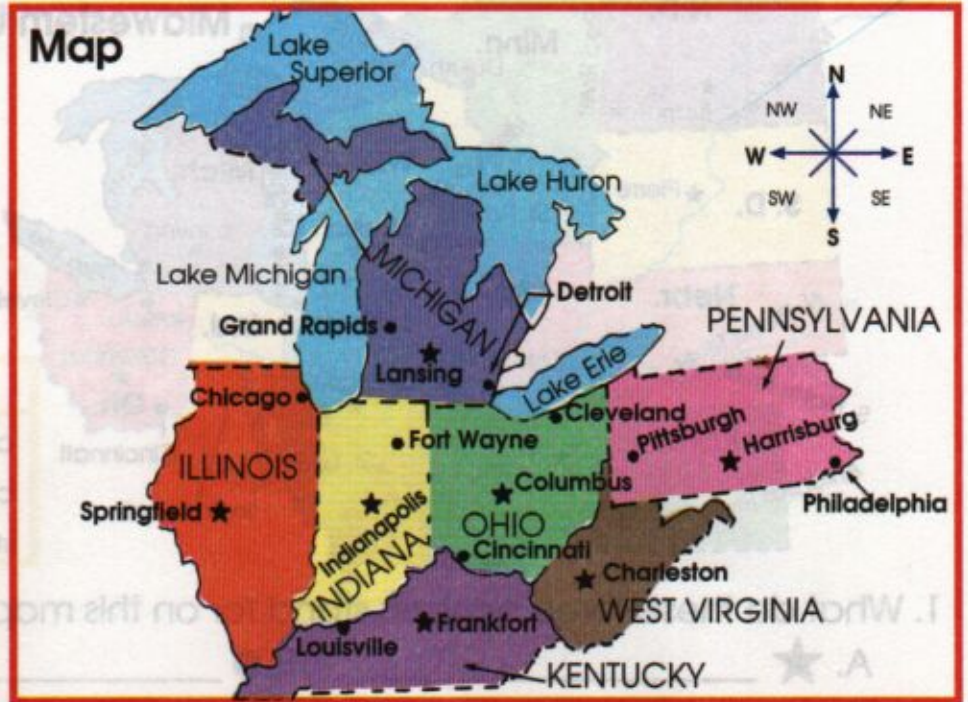 Map
Lake
Superior
N
NW
NE
W
E
SW
SE
S
Lake Huron
Lake Michigan
MICHIGAN
Detroit
Grand Rapids
Lansing
PENNSYLVANIA
Lake Erie
Chicago
Cleveland
Fort Wayne
Pittsburgh
Harrisburg
ILLINOIS
Columbus
Philadelphia
Springfield
Indianapolis
OHIO
INDIANA
Cincinnati
Charleston
WEST VIRGINIA
Louisville
Frankfort
KENTUCKY